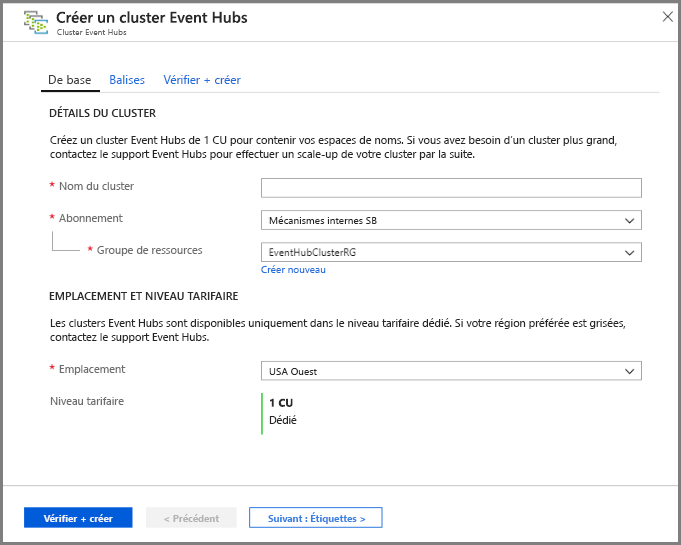 Créer un cluster Event Hubs
Cluster Event Hubs
De base
Balises
Vérifier + créer
DÉTAILS DU CLUSTER
Créez un cluster Event Hubs de 1 CU pour contenir vos espaces de noms. Si vous avez besoin d'un cluster plus grand,
contactez le support Event Hubs pour effectuer un scale-up de votre cluster par la suite.
* Nom du cluster
* Abonnement
Mécanismes internes SB
* Groupe de ressources
EventHubClusterRG
Créer nouveau
EMPLACEMENT ET NIVEAU TARIFAIRE
Les clusters Event Hubs sont disponibles uniquement dans le niveau tarifaire dédié. Si votre région préférée est grisées,
contactez le support Event Hubs.
* Emplacement
USA Ouest
Niveau tarifaire
1 CU
Dédié
Vérifier + créer
< Précédent
Suivant : Étiquettes >